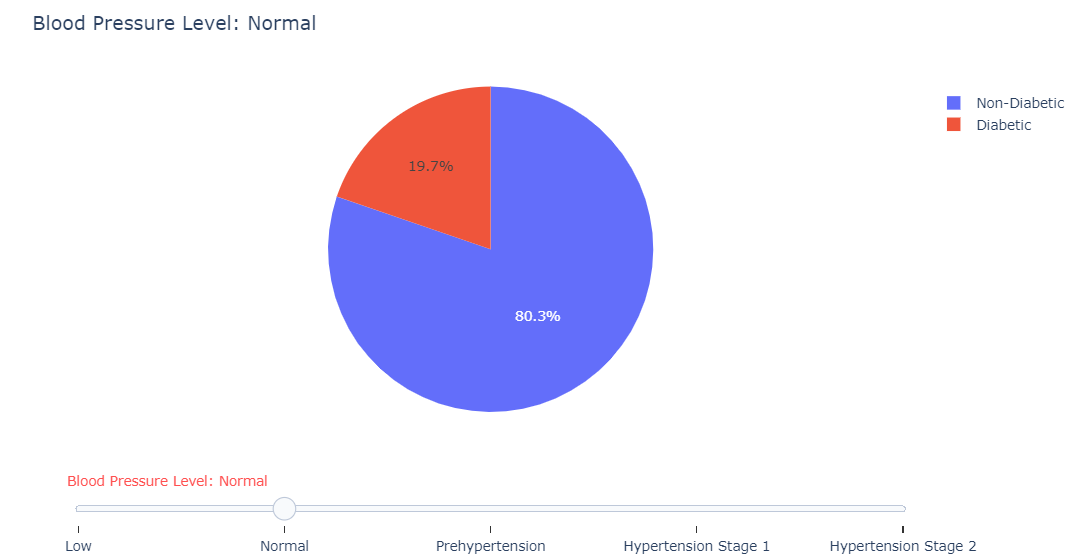 Blood Pressure Level: Normal
Non-Diabetic
Diabetic
19.7%
80.3%
Blood Pressure Level: Normal
Low Normal Prehypertension Hypertension Stage 1 Hypertension Stage 2